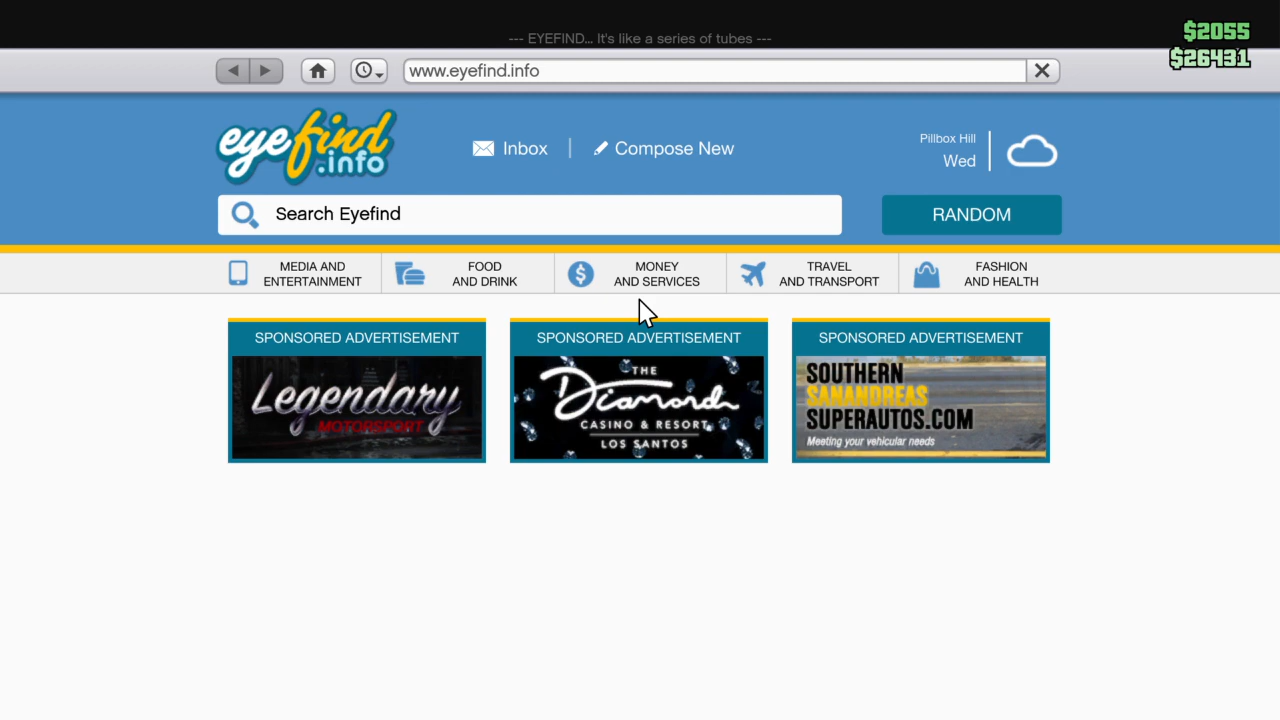 --- EYEFIND... It's like a series of tubes ---
$2055
$26431
www.eyefind.info
eyefind
.info
Inbox
Compose New
Pillbox Hill
Wed
Search Eyefind
RANDOM
MEDIA AND
ENTERTAINMENT
FOOD
AND DRINK
MONEY
AND SERVICES
TRAVEL
AND TRANSPORT
FASHION
AND HEALTH
SPONSORED ADVERTISEMENT
Legendary
MOTORSPORT
SPONSORED ADVERTISEMENT
THE
Diamond
CASINO & RESORT
LOS SANTOS
SPONSORED ADVERTISEMENT
SOUTHERN
SANANDREAS
SUPERAUTOS.COM
Meeting your vehicular needs